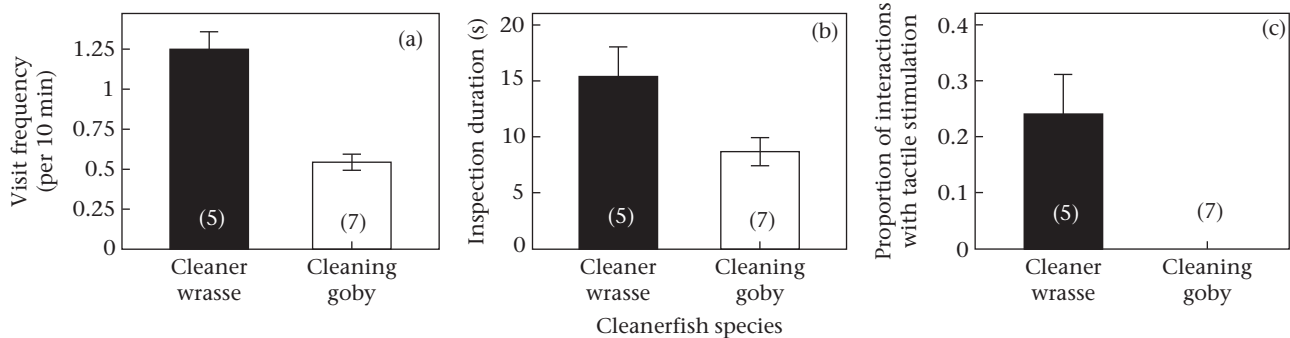 Visit frequency
(per 10 min)
1.25
1
0.75
0.5
0.25
0
(a)
(5)
(7)
Cleaner
wrasse
Cleaning
goby
Inspection duration (s)
20
15
10
5
0
(b)
(5)
(7)
Cleaner
wrasse
Cleaning
goby
Cleanerfish species
Proportion of interactions
with tactile stimulation
0.4
0.3
0.2
0.1
0
(c)
(5)
(7)
Cleaner
wrasse
Cleaning
goby